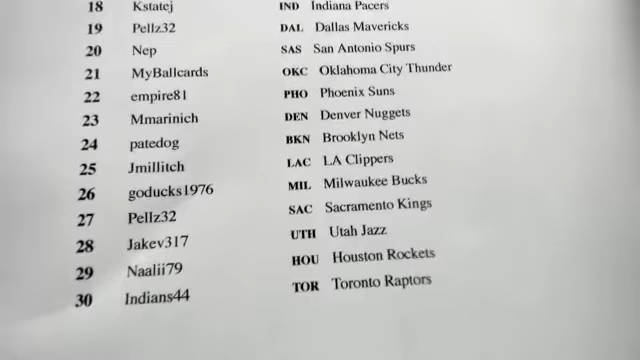 18 Kstatej IND Indiana Pacers
19 Pellz32 DAL Dallas Mavericks
20 Nep SAS San Antonio Spurs
21 MyBallcards OKC Oklahoma City Thunder
22 empire81 PHO Phoenix Suns
23 Mmarinich DEN Denver Nuggets
24 patedog BKN Brooklyn Nets
25 Jmillitch LAC LA Clippers
26 goducks1976 MIL Milwaukee Bucks
27 Pellz32 SAC Sacramento Kings
28 Jakev317 UTH Utah Jazz
29 Naalii79 HOU Houston Rockets
30 Indians44 TOR Toronto Raptors